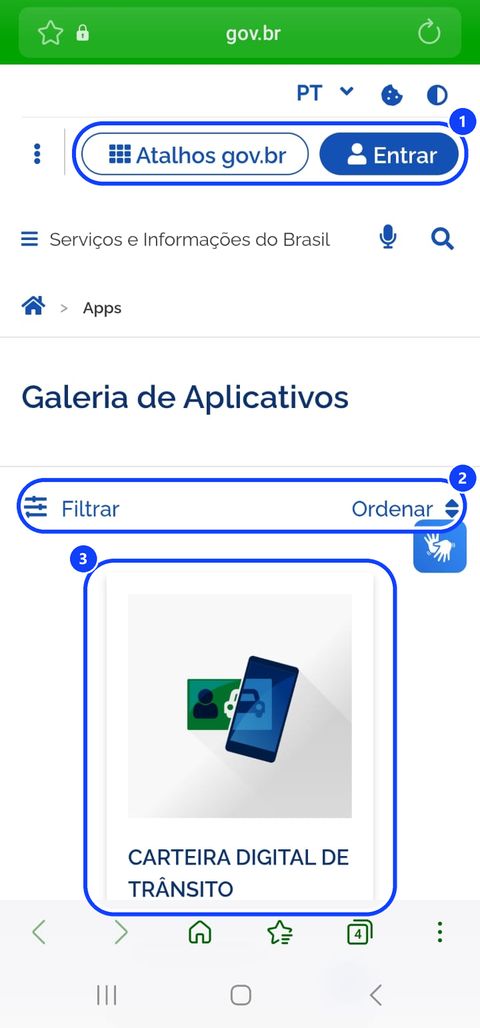 gov.br
PT
1
Atalhos gov.br Entrar
Serviços e Informações do Brasil
> Apps
Galeria de Aplicativos
2
Filtrar Ordenar
3
CARTEIRA DIGITAL DE
TRÂNSITO
4